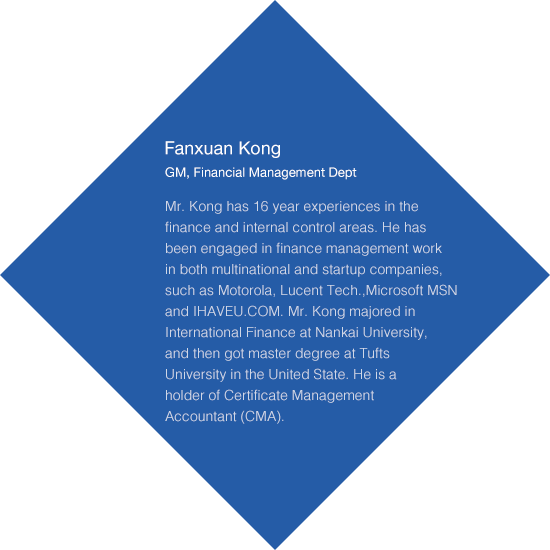 Fanxuan Kong
GM, Financial Management Dept
Mr. Kong has 16 year experiences in the
finance and internal control areas. He has
been engaged in finance management work
in both multinational and startup companies,
such as Motorola, Lucent Tech.,Microsoft MSN
and IHAVEU.COM. Mr. Kong majored in
International Finance at Nankai University,
and then got master degree at Tufts
University in the United State. He is a
holder of Certificate Management
Accountant (CMA).